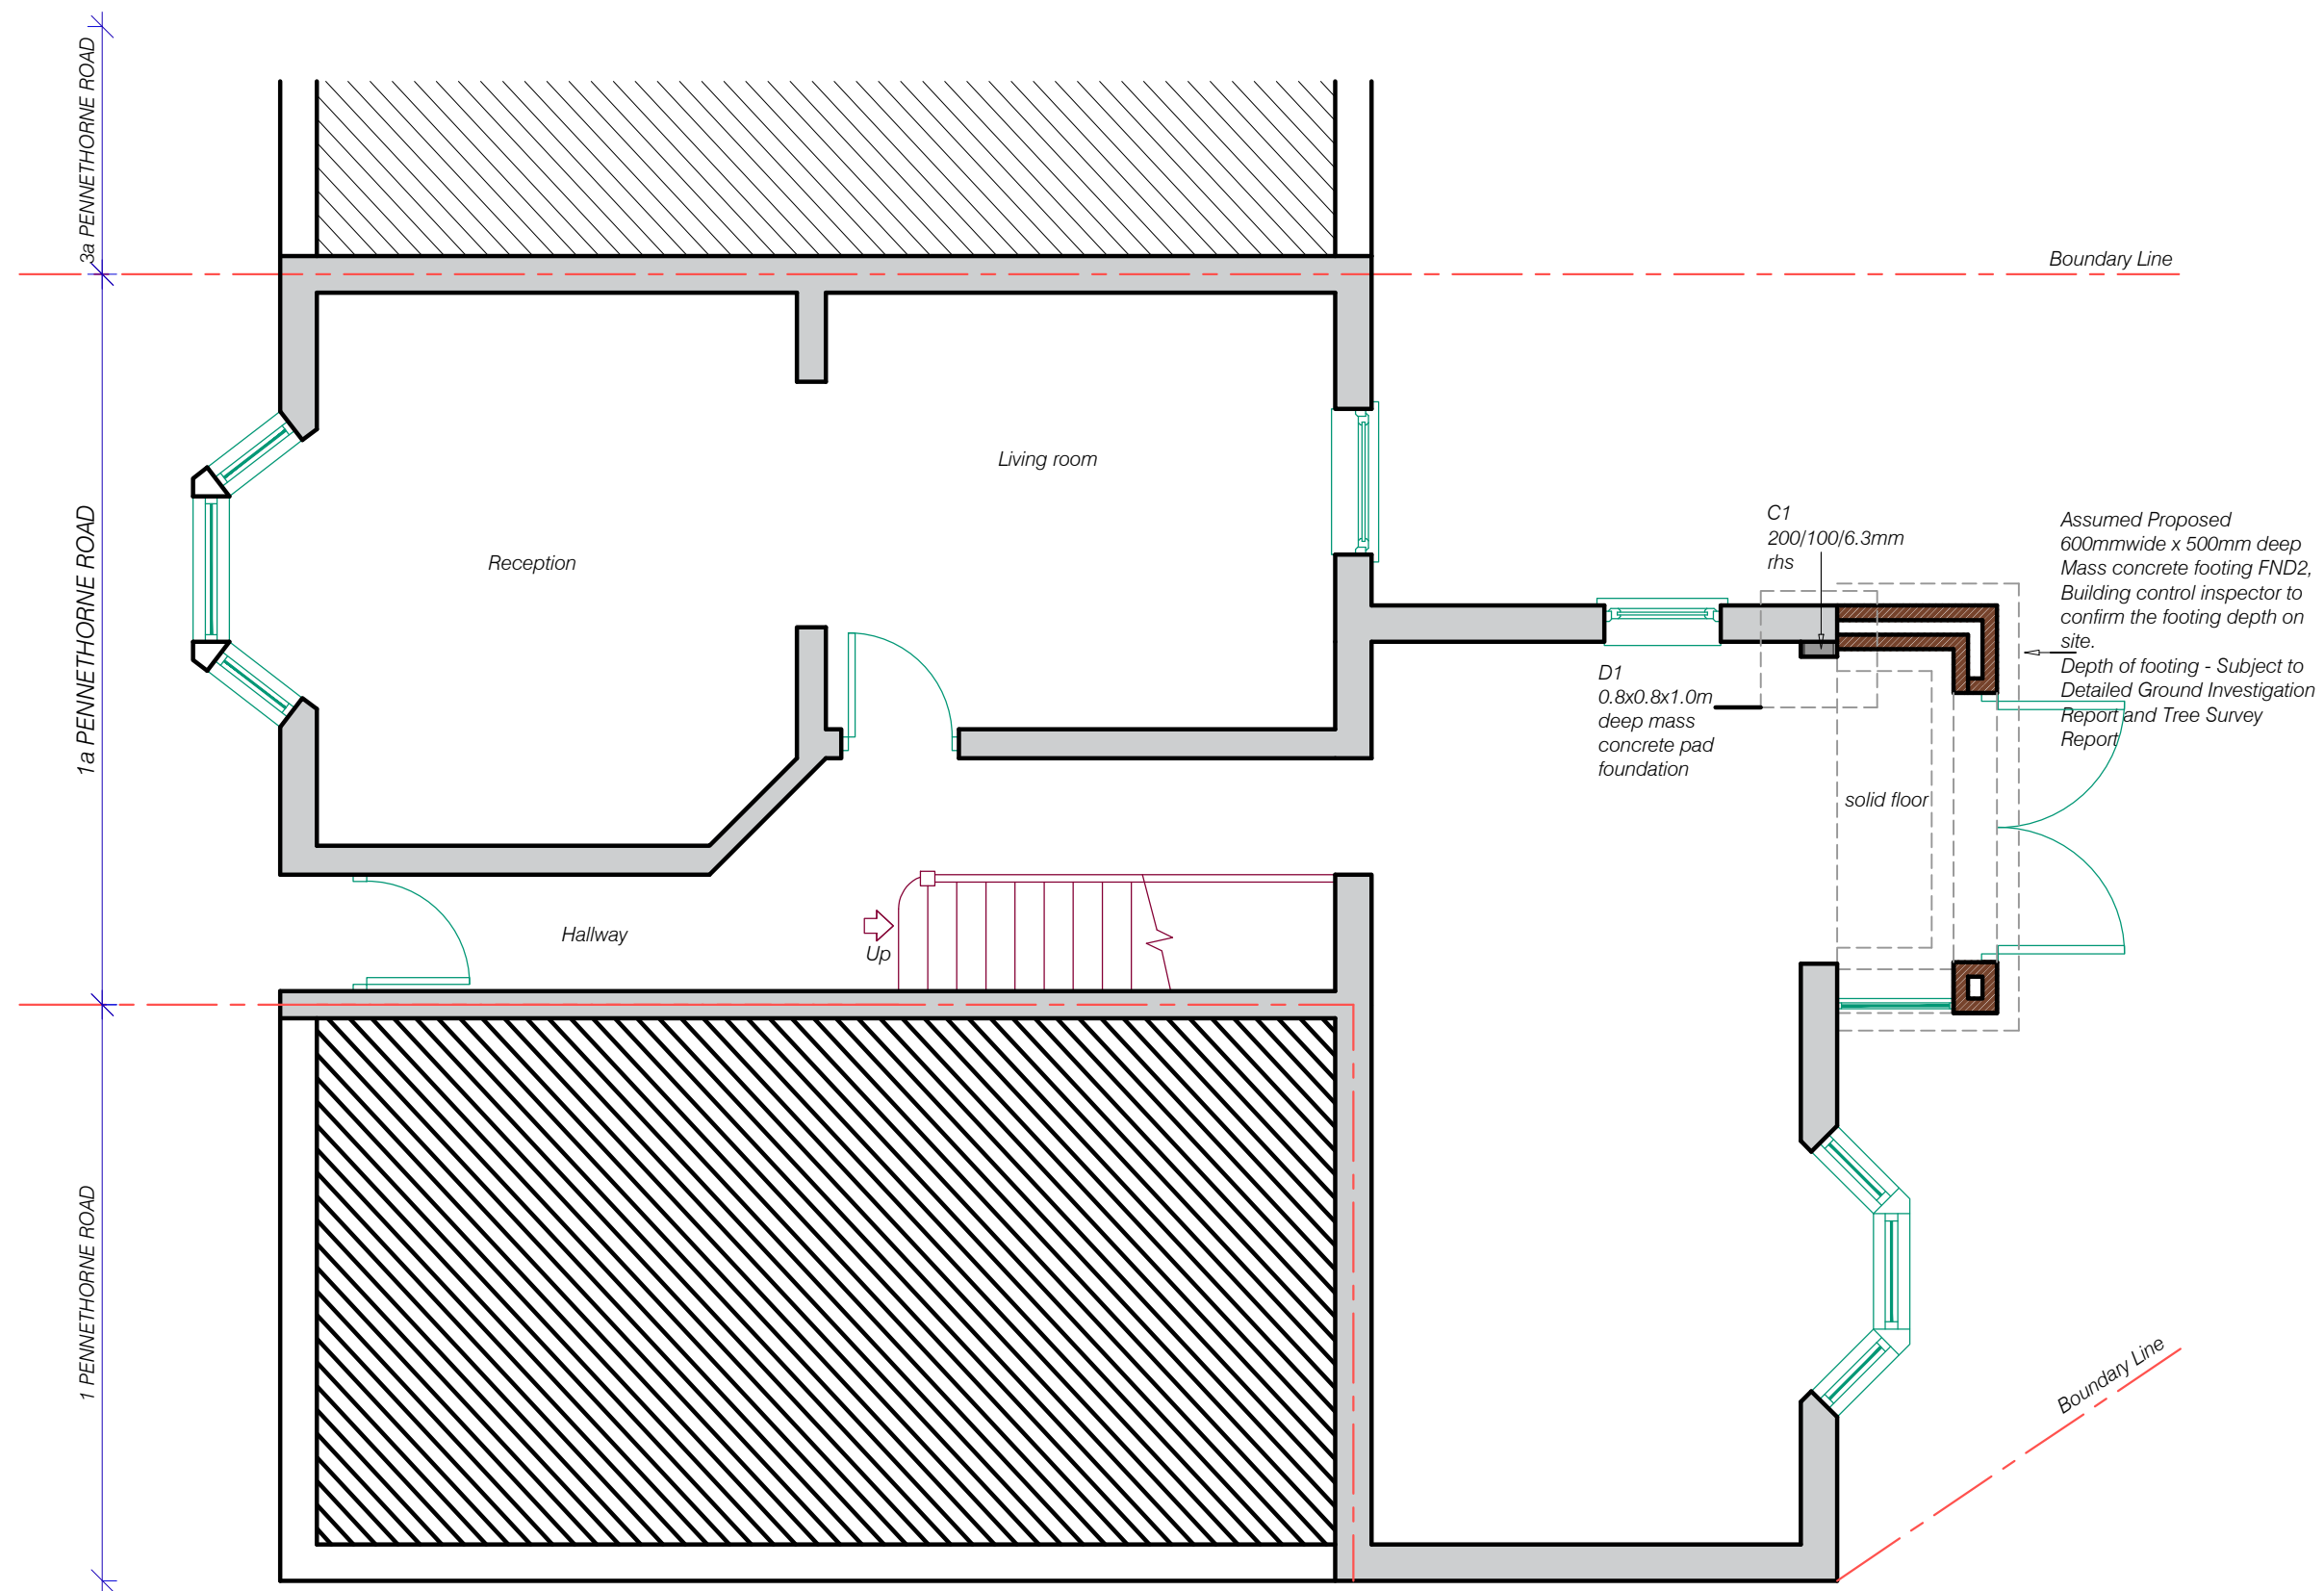 3a PENNETHORNE ROAD
Boundary Line
Living room
1a PENNETHORNE ROAD
Reception
C1
200/100/6.3mm
rhs
Assumed Proposed
600mmwide x 500mm deep
Mass concrete footing FND2,
Building control inspector to
confirm the footing depth on
site.
Depth of footing - Subject to
Detailed Ground Investigation
Report and Tree Survey
Report
D1
0.8x0.8x1.0m
deep mass
concrete pad
foundation
solid floor
Hallway
Up
1 PENNETHORNE ROAD
Boundary Line